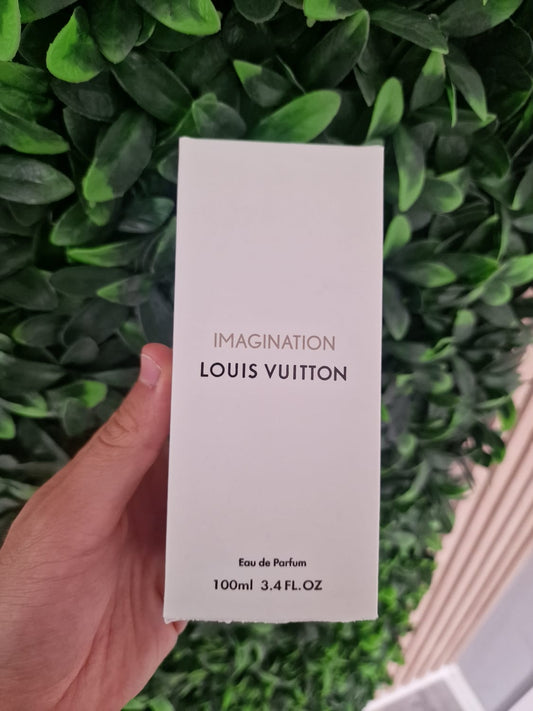 IMAGINATION
LOUIS VUITTON
Eau de Parfum
100ml 3.4 FL.OZ